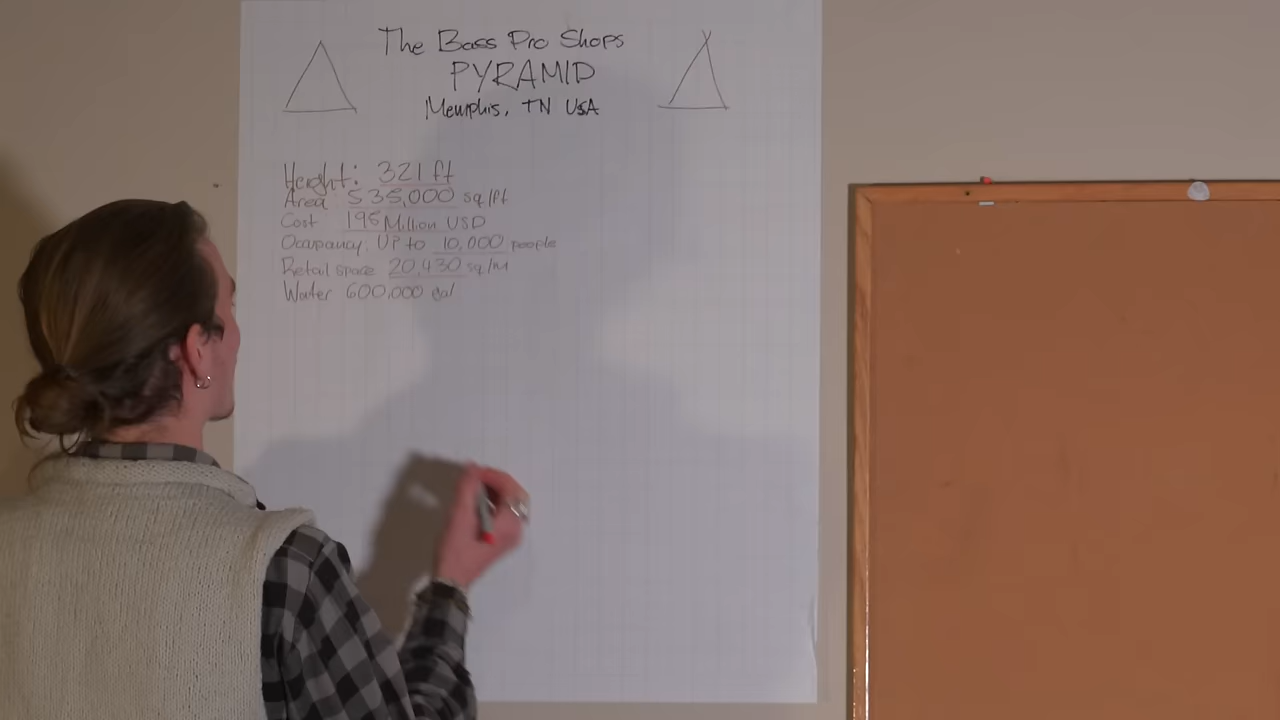 The Bass Pro Shops
PYRAMID
Memphis, TN USA
Height: 321 ft
Area 535,000 sq/ft
Cost 195 Million USD
Occupancy. UP to 10,000 people
Retail space 20,430 sq/m
Water 600,000 gal